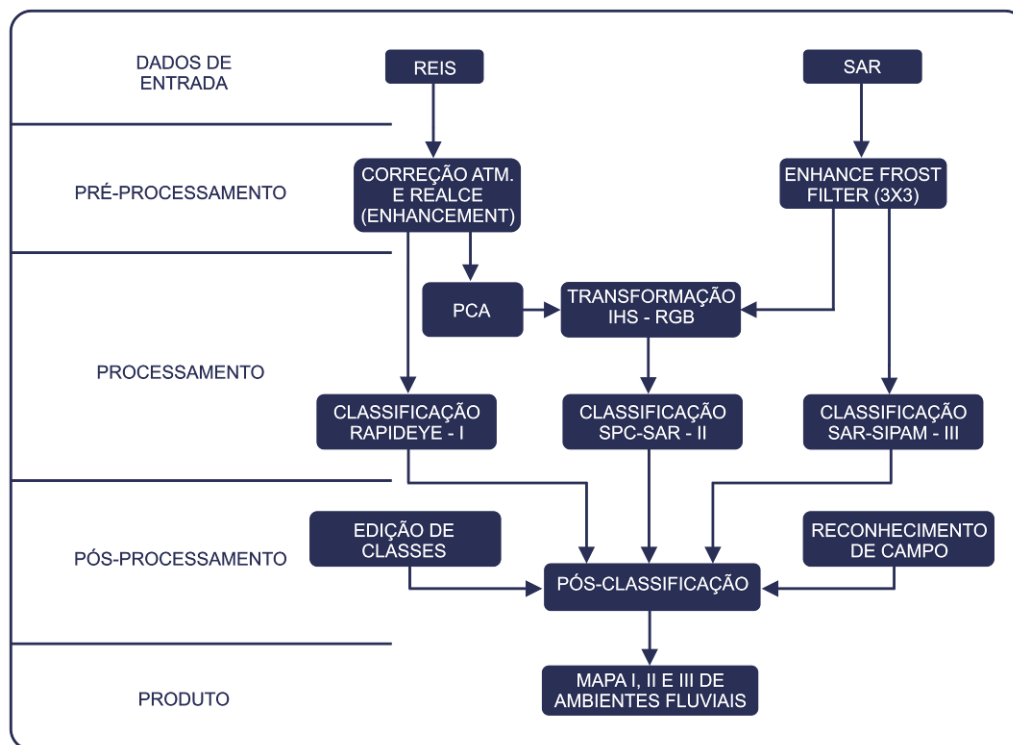 DADOS DE
ENTRADA
REIS
SAR
PRÉ-PROCESSAMENTO
CORREÇÃO ATM.
E REALCE
(ENHANCEMENT)
ENHANCE FROST
FILTER (3X3)
PROCESSAMENTO
PCA
TRANSFORMAÇÃO
IHS - RGB
CLASSIFICAÇÃO
RAPIDEYE - I
CLASSIFICAÇÃO
SPC-SAR - II
CLASSIFICAÇÃO
SAR-SIPAM - III
PÓS-PROCESSAMENTO
EDIÇÃO DE
CLASSES
RECONHECIMENTO
DE CAMPO
PÓS-CLASSIFICAÇÃO
PRODUTO
MAPA I, II E III DE
AMBIENTES FLUVIAIS